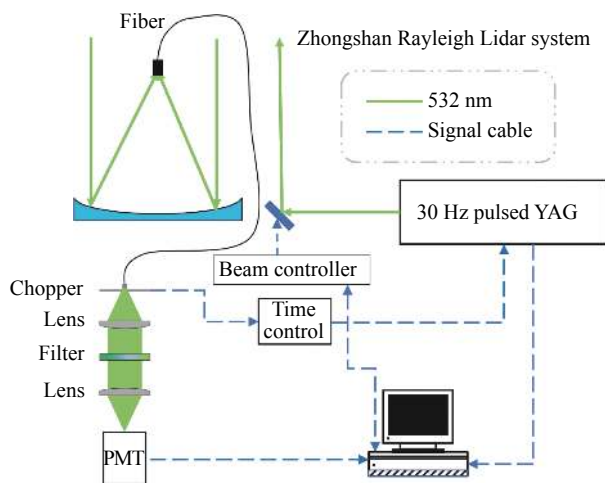 Fiber
Zhongshan Rayleigh Lidar system
532 nm
Signal cable
30 Hz pulsed YAG
Beam controller
Chopper
Time
control
Lens
Filter
Lens
PMT